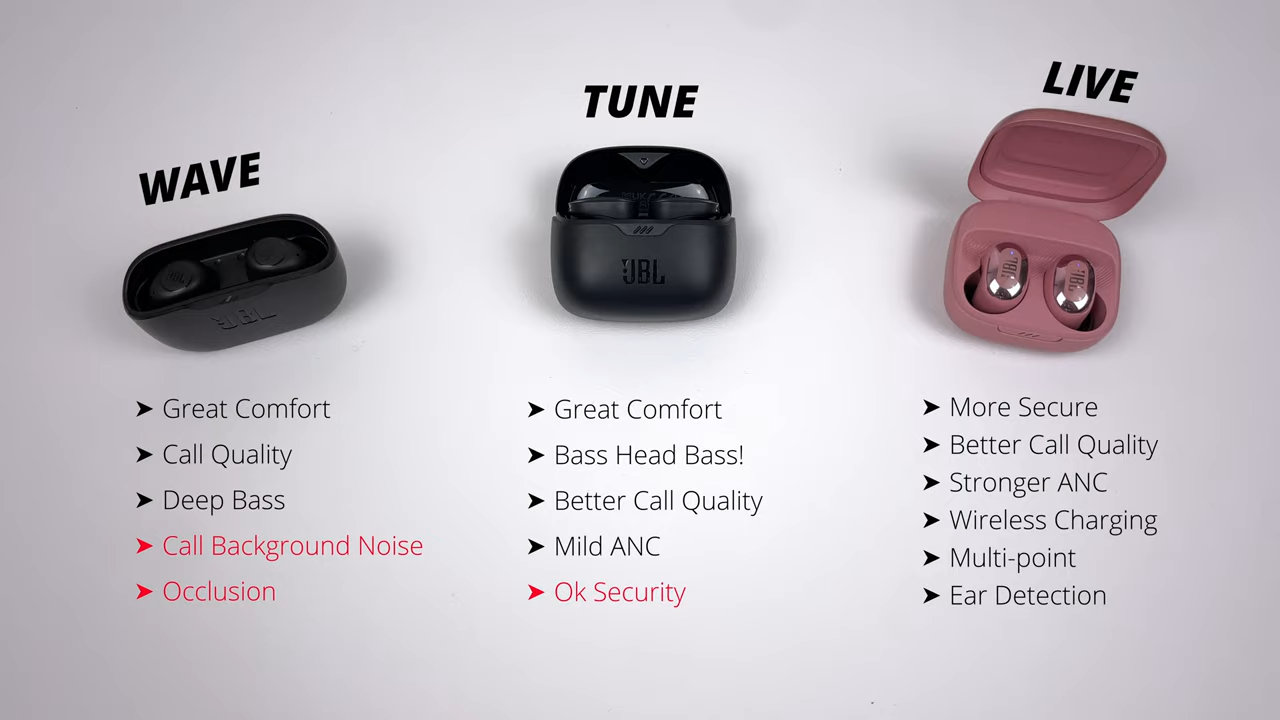 WAVE
TUNE
LIVE
JBL
JBL
JBL
JBL
➤ Great Comfort
➤ Call Quality
➤ Deep Bass
➤ Call Background Noise
➤ Occlusion
➤ Great Comfort
➤ Bass Head Bass!
➤ Better Call Quality
➤ Mild ANC
➤ Ok Security
➤ More Secure
➤ Better Call Quality
➤ Stronger ANC
➤ Wireless Charging
➤ Multi-point
➤ Ear Detection